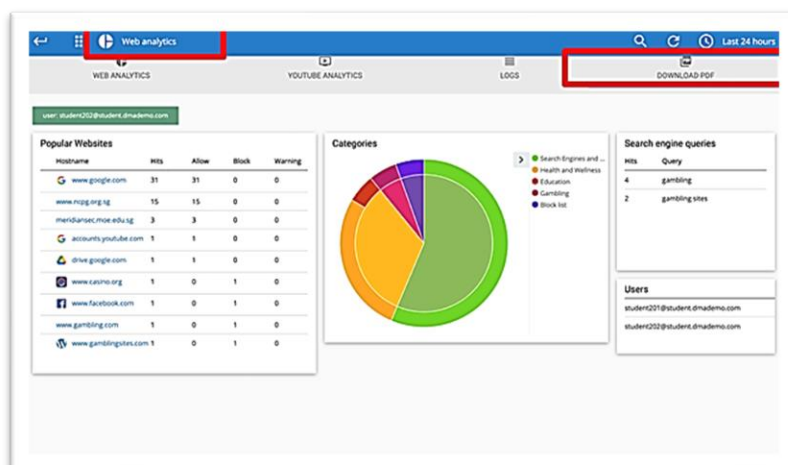 Web analytics
Last 24 hours
WEB ANALYTICS
YOUTUBE ANALYTICS
LOGS
DOWNLOAD PDF
user: student202@student.dmademo.com
Popular Websites
Hostname Hits Allow Block Warning
www.google.com 31 31 0 0
www.ncpg.org.sg 15 15 0 0
meridiansec.moe.edu.sg 3 3 0 0
accounts.youtube.com 1 1 0 0
drive.google.com 1 1 0 0
www.casino.org 1 0 1 0
www.facebook.com 1 0 1 0
www.gambling.com 1 0 1 0
www.gamblingsites.com 1 0 1 0
Categories
Search Engines and ...
Health and Wellness
Education
Gambling
Block list
Search engine queries
Hits Query
4 gambling
2 gambling sites
Users
student201@student.dmademo.com
student202@student.dmademo.com